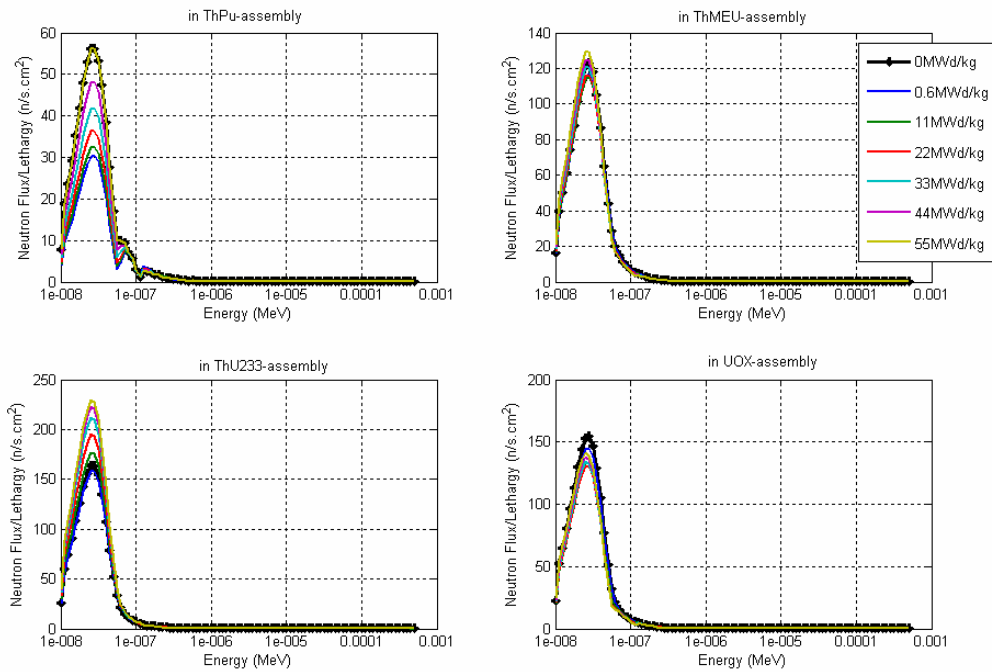 in ThPu-assembly
60
50
40
30
20
10
0
Neutron Flux/Lethargy (n/s.cm²)
1e-008 1e-007 1e-006 1e-005 0.0001 0.001
Energy (MeV)
in ThMEU-assembly
140
120
100
80
60
40
20
0
Neutron Flux/Lethargy (n/s.cm²)
1e-008 1e-007 1e-006 1e-005 0.0001 0.001
Energy (MeV)
0MWd/kg
0.6MWd/kg
11MWd/kg
22MWd/kg
33MWd/kg
44MWd/kg
55MWd/kg
in ThU233-assembly
250
200
150
100
50
0
Neutron Flux/Lethargy (n/s.cm²)
1e-008 1e-007 1e-006 1e-005 0.0001 0.001
Energy (MeV)
in UOX-assembly
200
150
100
50
0
Neutron Flux/Lethargy (n/s.cm²)
1e-008 1e-007 1e-006 1e-005 0.0001 0.001
Energy (MeV)